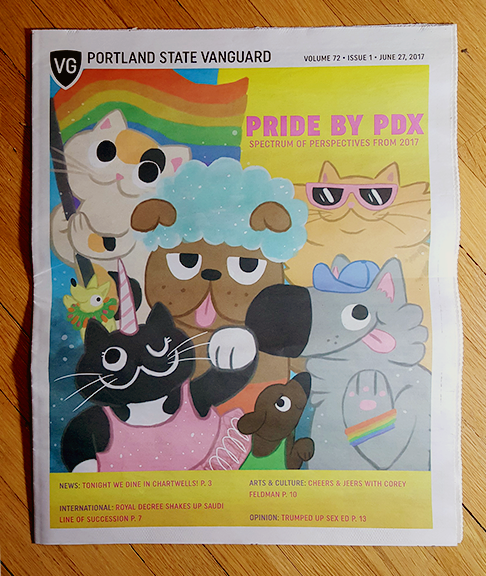 VG PORTLAND STATE VANGUARD VOLUME 72 • ISSUE 1 • JUNE 27, 2017
PRIDE BY PDX
SPECTRUM OF PERSPECTIVES FROM 2017
NEWS: TONIGHT WE DINE IN CHARTWELLS! P. 3
INTERNATIONAL: ROYAL DECREE SHAKES UP SAUDI
LINE OF SUCCESSION P. 7
ARTS & CULTURE: CHEERS & JEERS WITH COREY
FELDMAN P. 10
OPINION: TRUMPED UP SEX ED P. 13